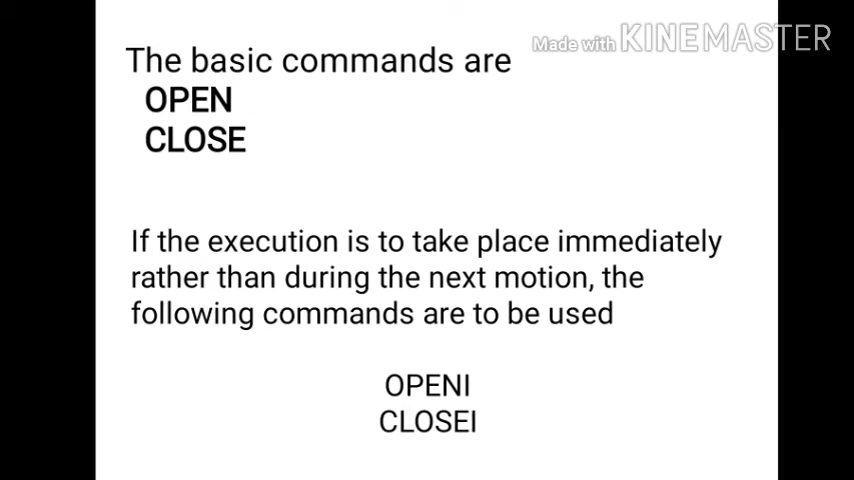 Made with KINEMASTER
The basic commands are
OPEN
CLOSE
If the execution is to take place immediately
rather than during the next motion, the
following commands are to be used
OPENI
CLOSEI